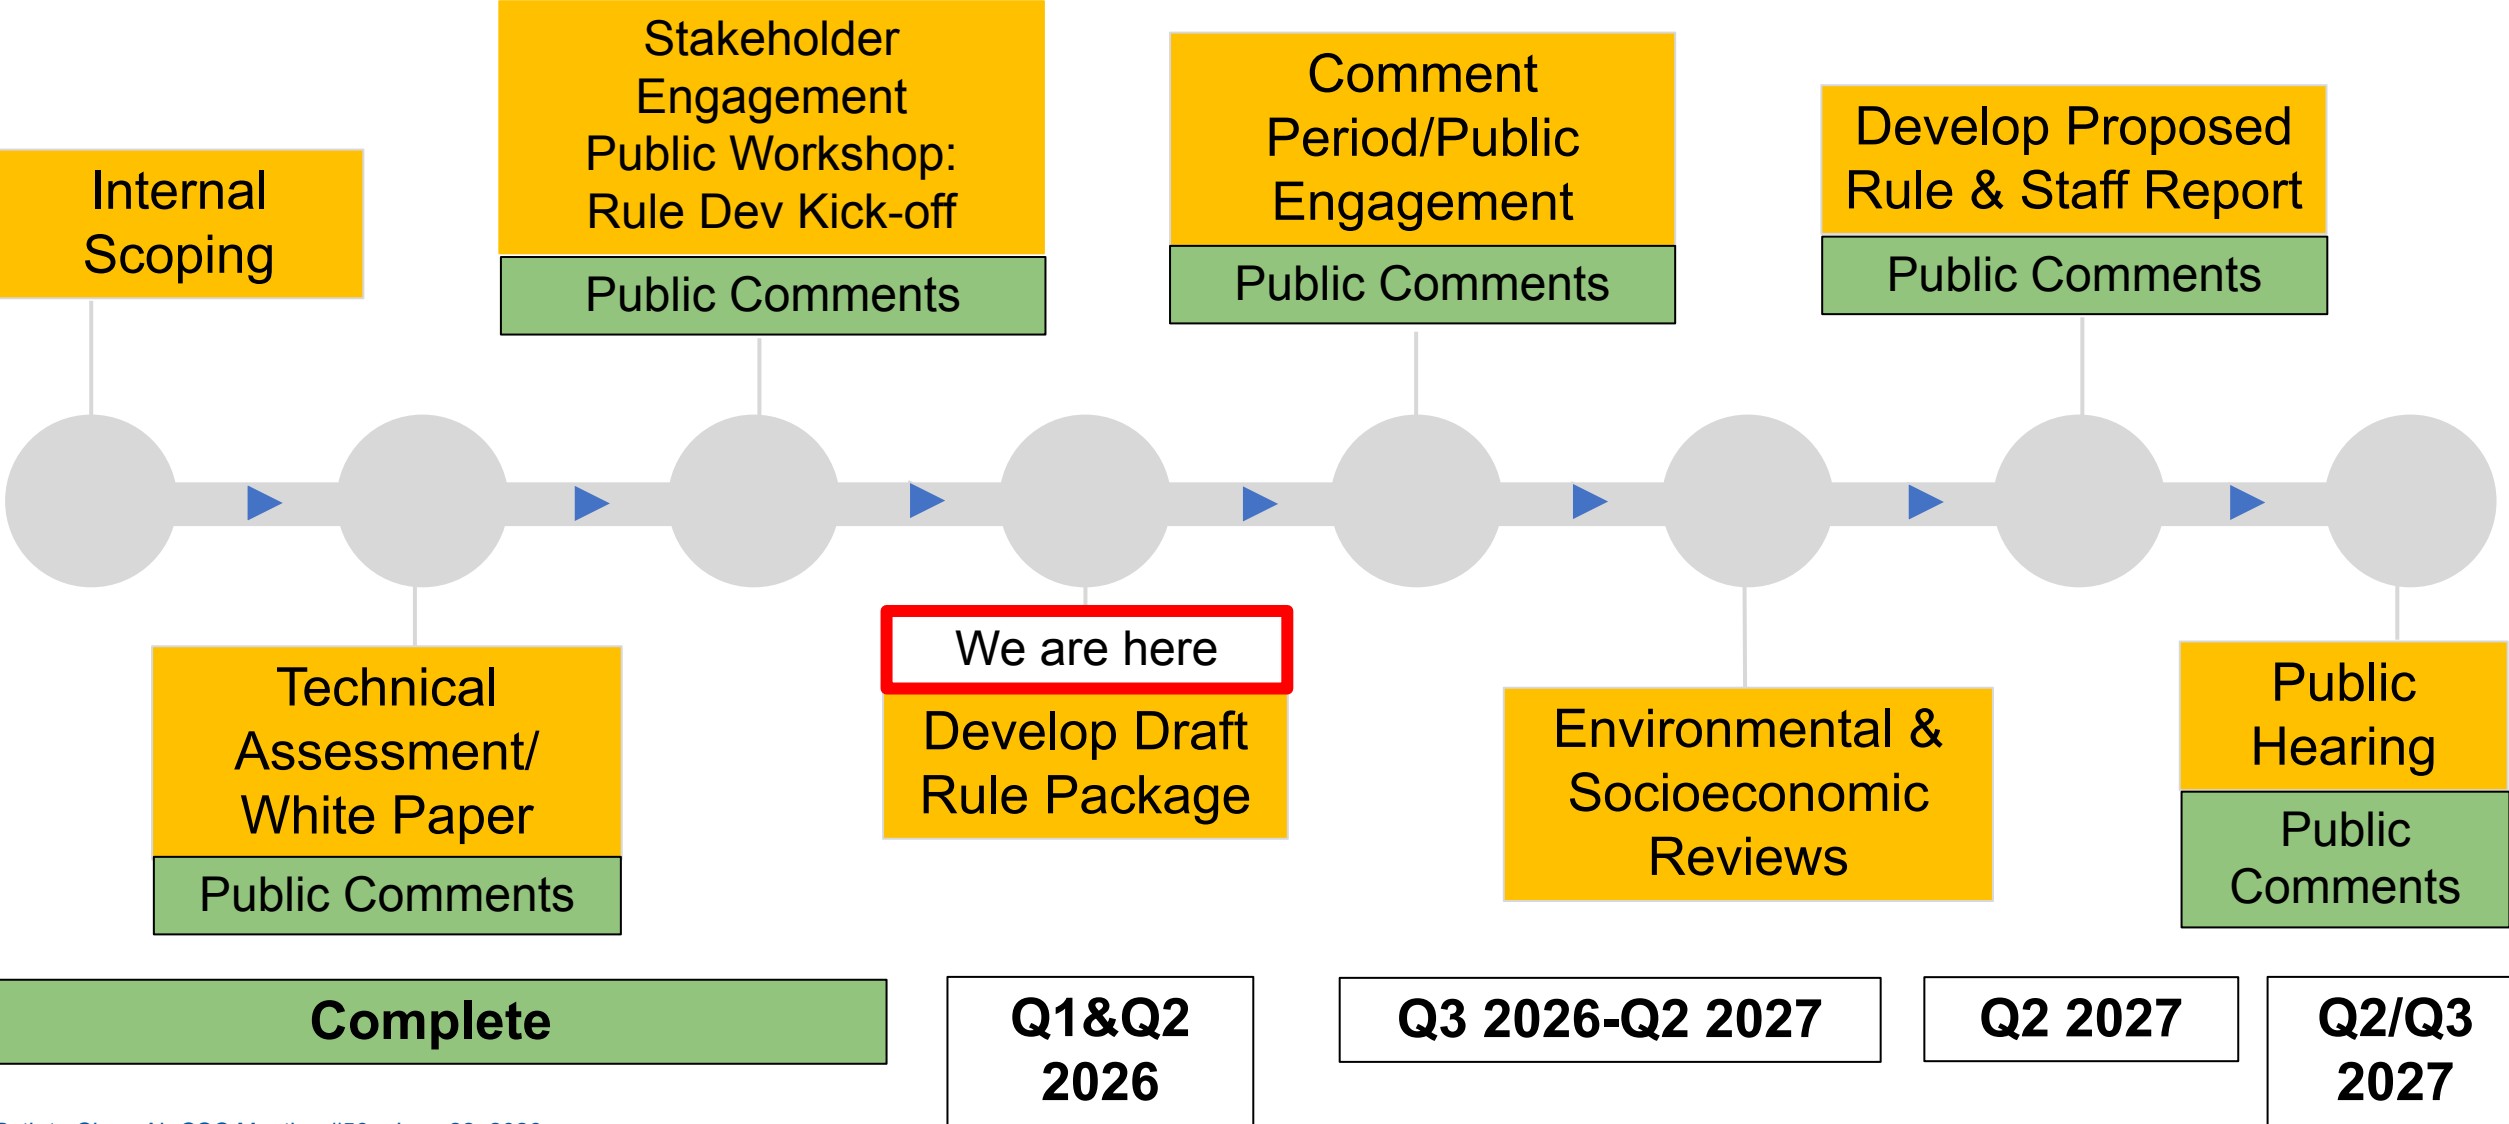 Internal
Scoping
Stakeholder
Engagement
Public Workshop:
Rule Dev Kick-off
Public Comments
Comment
Period/Public
Engagement
Public Comments
Develop Proposed
Rule & Staff Report
Public Comments
Technical
Assessment/
White Paper
Public Comments
We are here
Develop Draft
Rule Package
Environmental &
Socioeconomic
Reviews
Public
Hearing
Public
Comments
Complete
Q1&Q2
2026
Q3 2026-Q2 2027
Q2 2027
Q2/Q3
2027